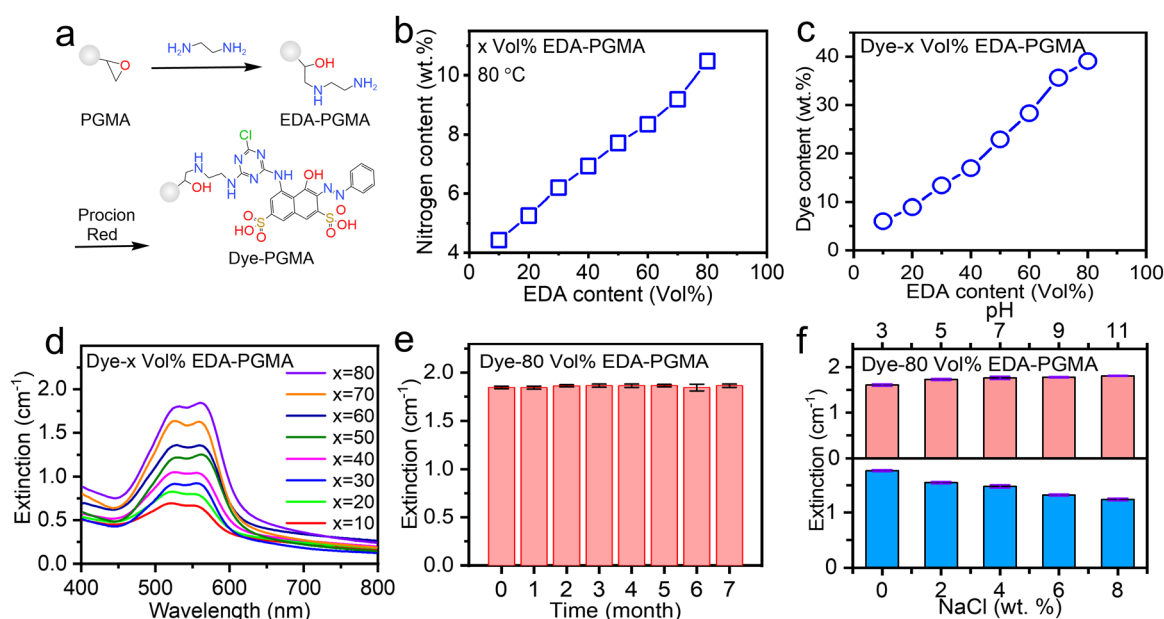 a
H₂N
NH₂
O
OH
NH₂
N
H
PGMA
EDA-PGMA
Cl
H
N
N
N
OH
HN
N
NH
OH
N
N
S
O
O
OH
O
S
O
OH
Procion
Red
Dye-PGMA
b
x Vol% EDA-PGMA
80 °C
Nitrogen content (wt.%)
10
8
6
4
0 20 40 60 80 100
EDA content (Vol%)
c
Dye-x Vol% EDA-PGMA
Dye content (wt.%)
40
30
20
10
0
0 20 40 60 80 100
EDA content (Vol%)
d
Dye-x Vol% EDA-PGMA
Extinction (cm⁻¹)
2.0
1.5
1.0
0.5
0.0
x=80
x=70
x=60
x=50
x=40
x=30
x=20
x=10
400 500 600 700 800
Wavelength (nm)
e
Dye-80 Vol% EDA-PGMA
Extinction (cm⁻¹)
2
1
0
0 1 2 3 4 5 6 7
Time (month)
f
pH
3 5 7 9 11
Dye-80 Vol% EDA-PGMA
Extinction (cm⁻¹)
2
1
0
Extinction (cm⁻¹)
1
0
0 2 4 6 8
NaCl (wt. %)